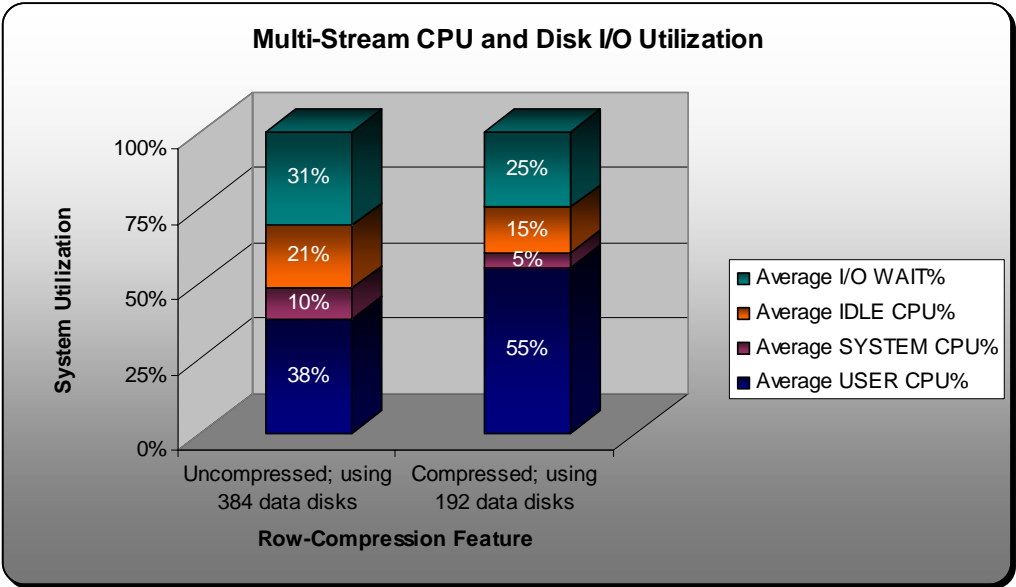 Multi-Stream CPU and Disk I/O Utilization
100%
75%
50%
25%
0%
System Utilization
31%
21%
10%
38%
25%
15%
5%
55%
Uncompressed; using
384 data disks
Compressed; using
192 data disks
Row-Compression Feature
Average I/O WAIT%
Average IDLE CPU%
Average SYSTEM CPU%
Average USER CPU%